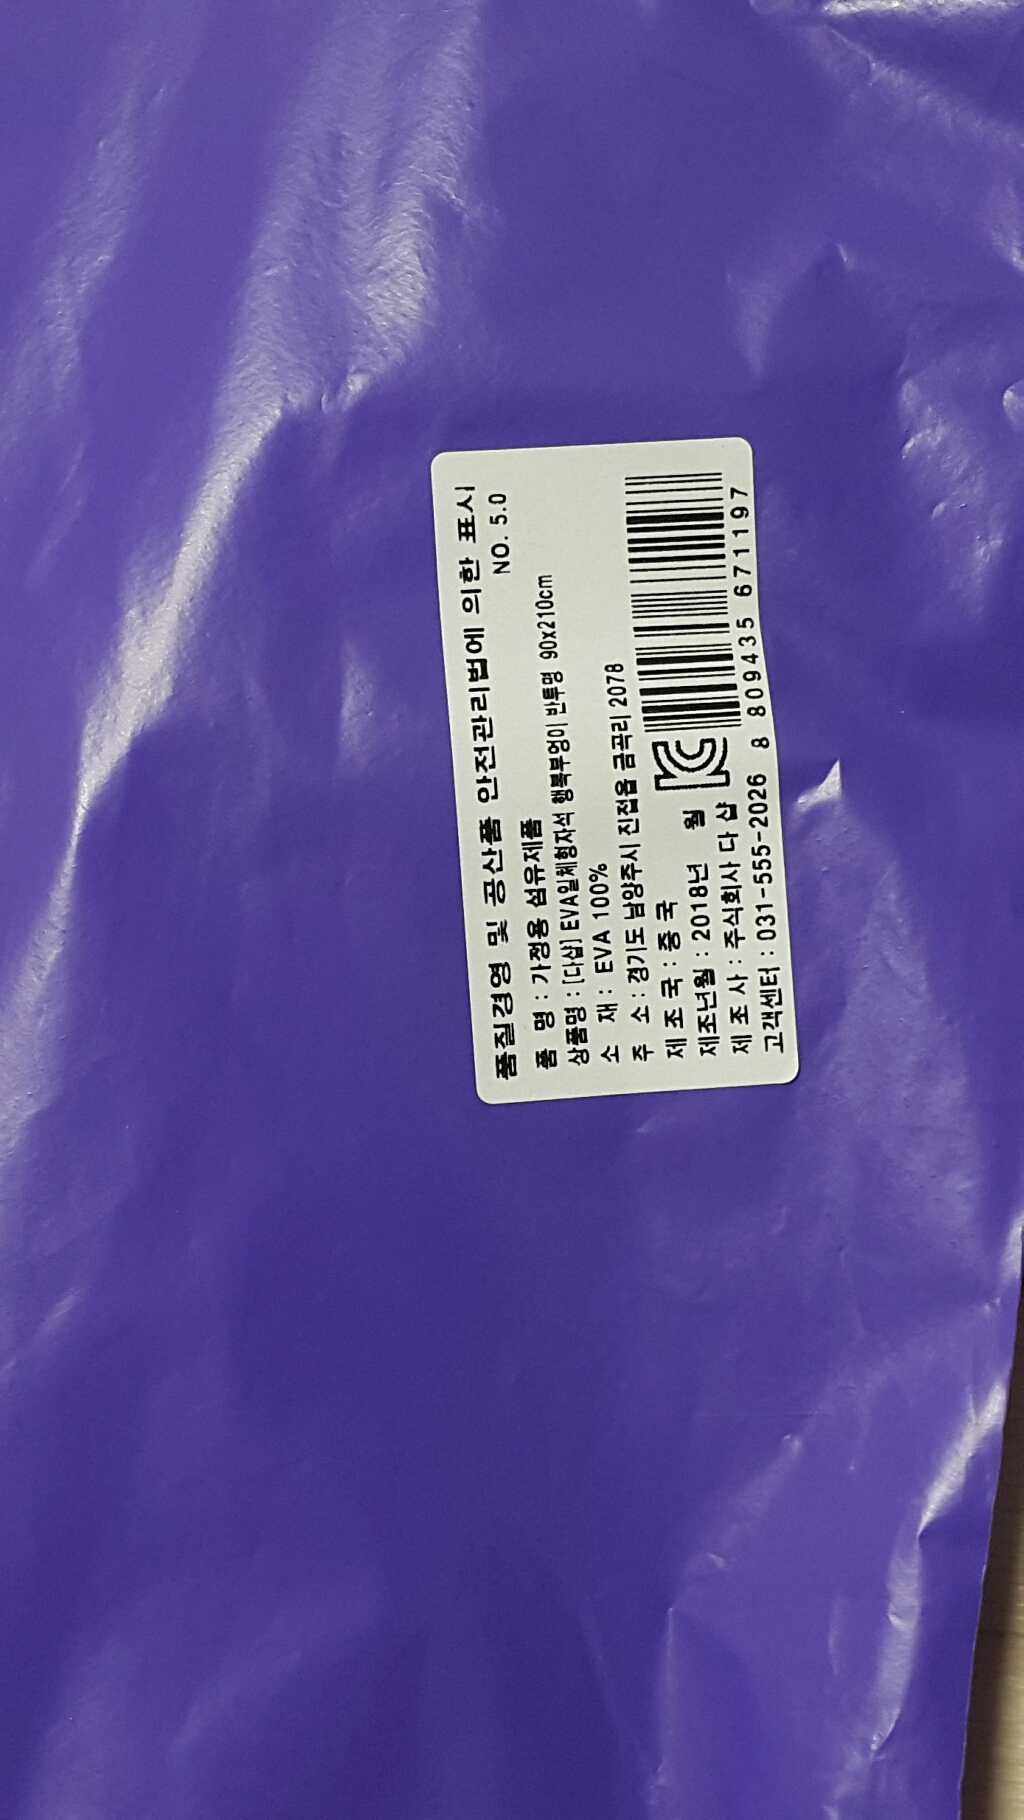 품질경영 및 공산품 안전관리법에 의한 표시
NO. 5.0
품 명 : 가정용 섬유제품
상품명 : [다샵] EVA일체형자석 행복부엉이 반투명 90x210cm
소 재 : EVA 100%
주 소 : 경기도 남양주시 진접읍 금곡리 2078
제 조 국 : 중국
제조년월 : 2018년 월
제 조 사 : 주식회사 다샵
고객센터 : 031-555-2026
8 809435 671197